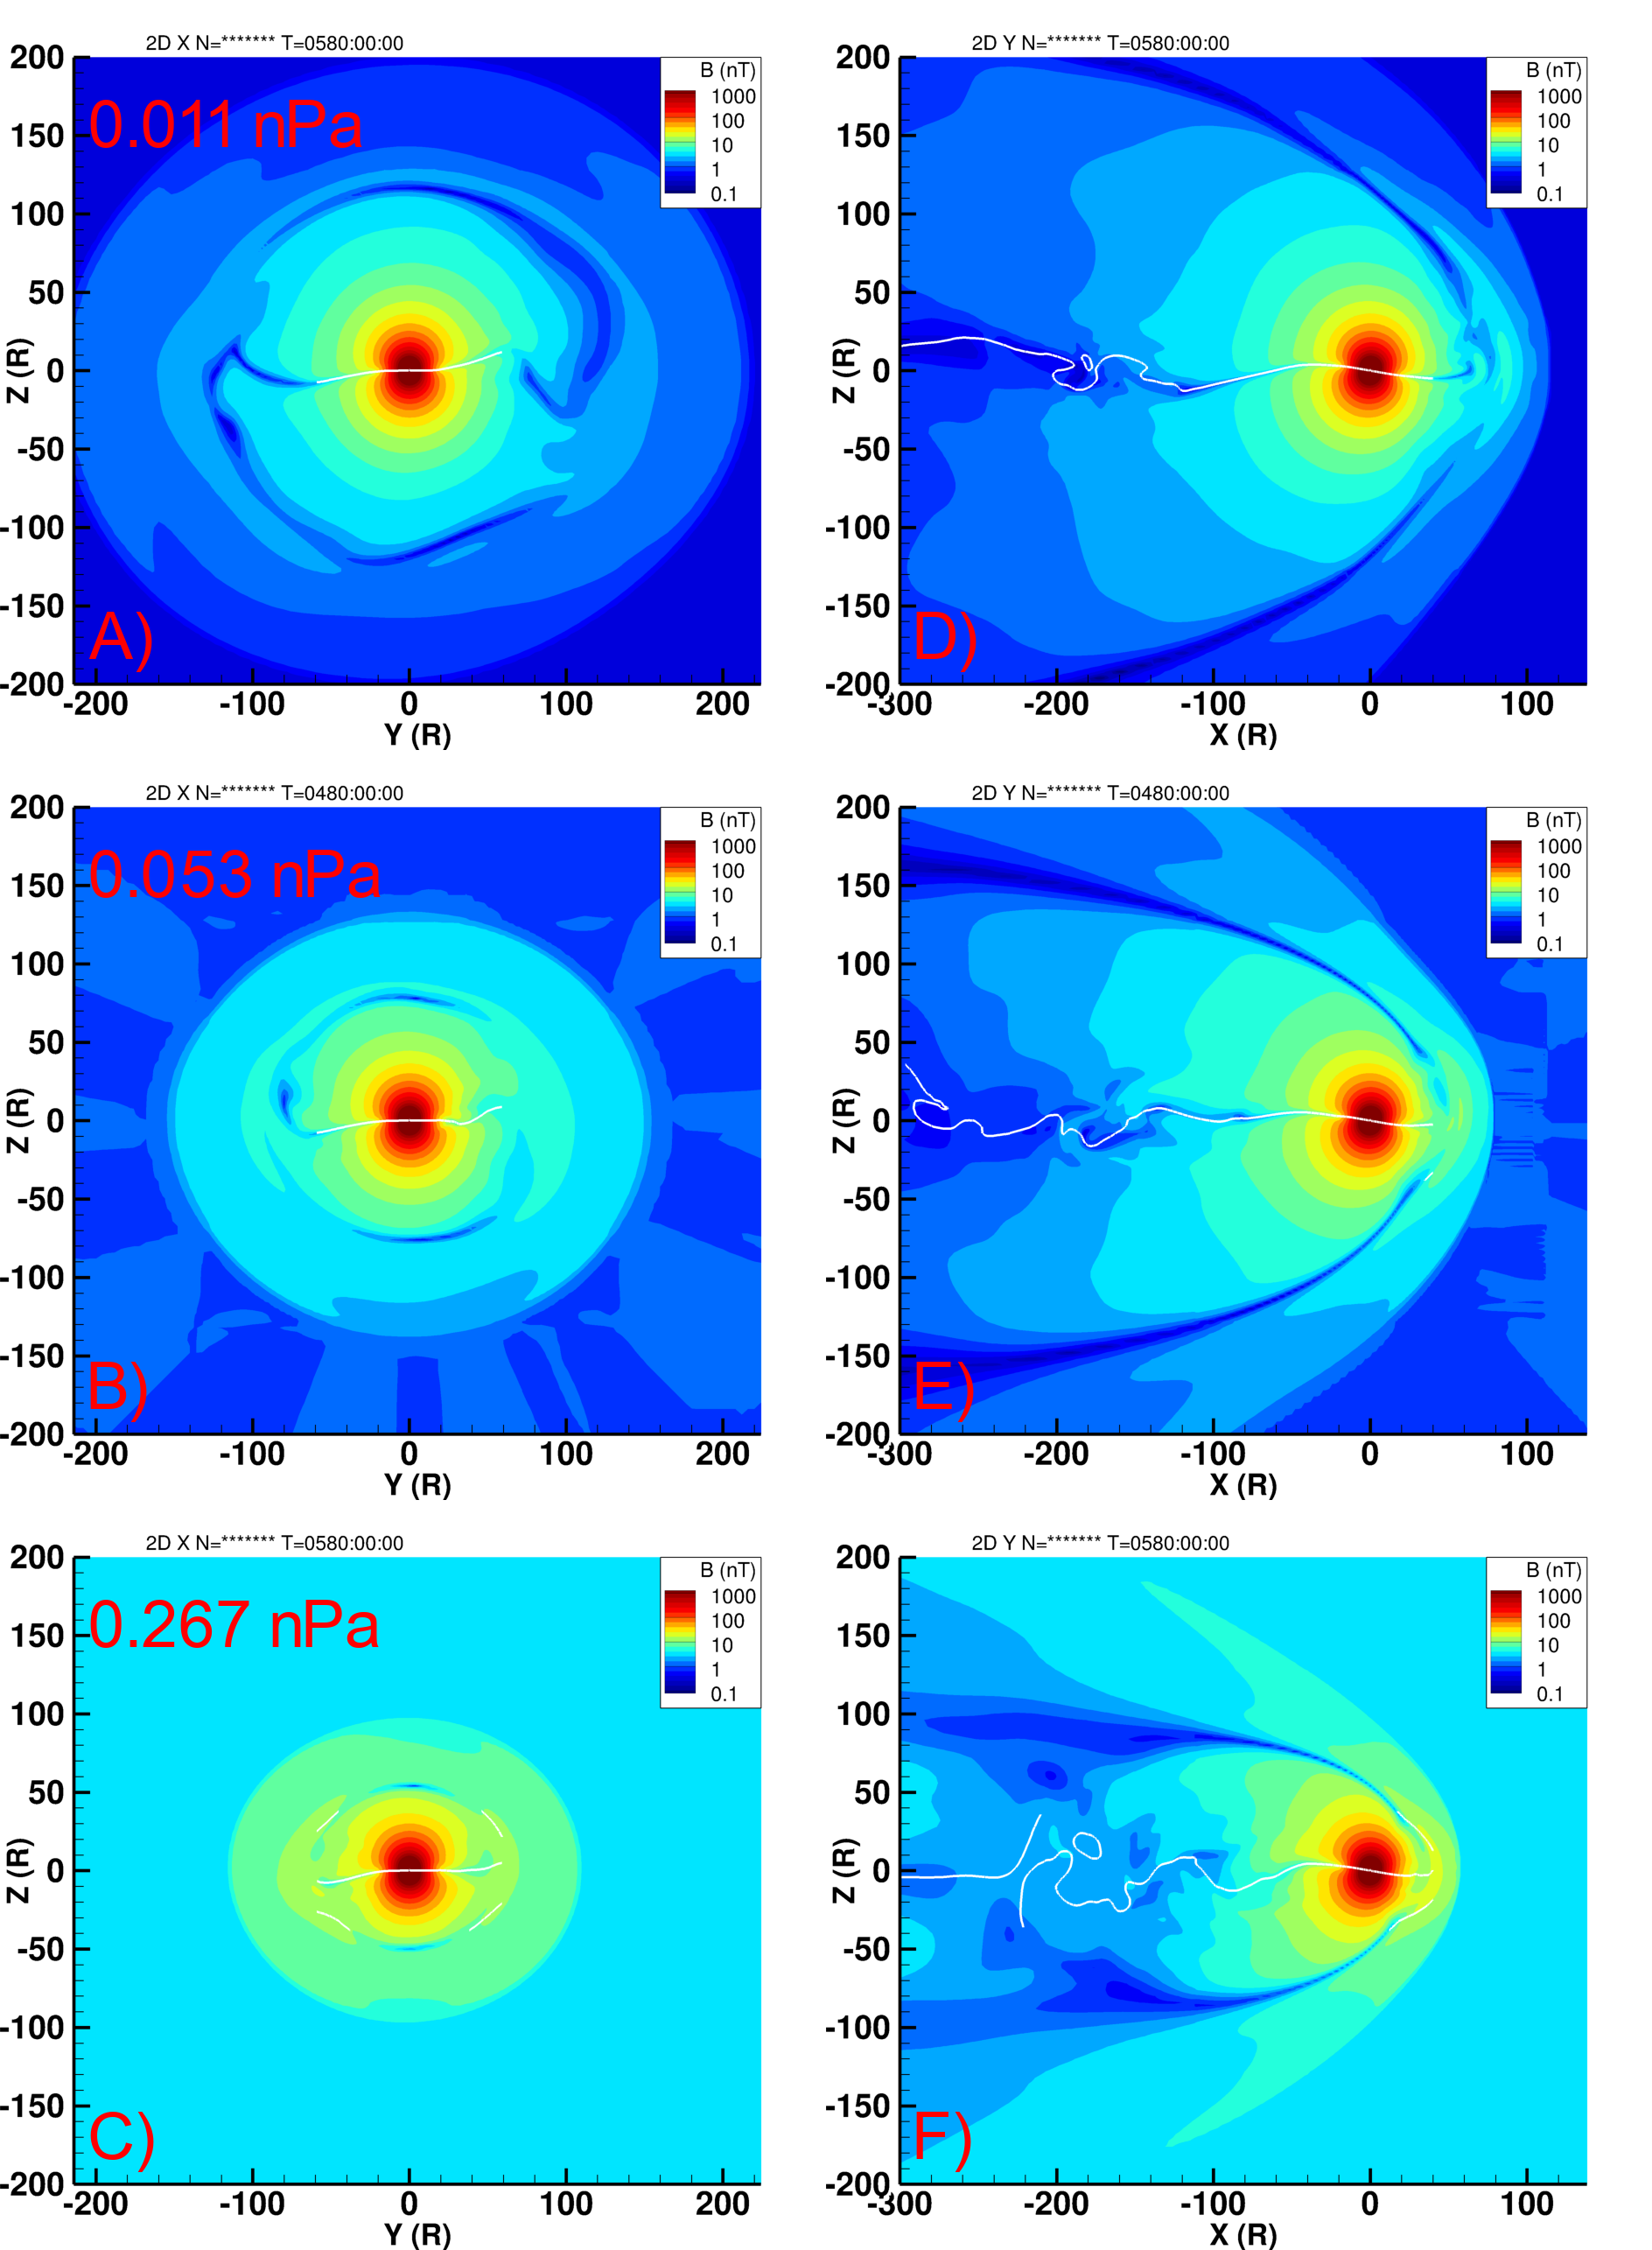 2D X N=******* T=0580:00:00
200
150
100
50
0
-50
-100
-150
-200
Z (R)
-200 -100 0 100 200
Y (R)
B (nT)
1000
100
10
1
0.1
0.011 nPa
A)
2D Y N=******* T=0580:00:00
200
150
100
50
0
-50
-100
-150
-200
Z (R)
-300 -200 -100 0 100
X (R)
B (nT)
1000
100
10
1
0.1
D)
2D X N=******* T=0480:00:00
200
150
100
50
0
-50
-100
-150
-200
Z (R)
-200 -100 0 100 200
Y (R)
B (nT)
1000
100
10
1
0.1
0.053 nPa
B)
2D Y N=******* T=0480:00:00
200
150
100
50
0
-50
-100
-150
-200
Z (R)
-300 -200 -100 0 100
X (R)
B (nT)
1000
100
10
1
0.1
E)
2D X N=******* T=0580:00:00
200
150
100
50
0
-50
-100
-150
-200
Z (R)
-200 -100 0 100 200
Y (R)
B (nT)
1000
100
10
1
0.1
0.267 nPa
C)
2D Y N=******* T=0580:00:00
200
150
100
50
0
-50
-100
-150
-200
Z (R)
-300 -200 -100 0 100
X (R)
B (nT)
1000
100
10
1
0.1
F)